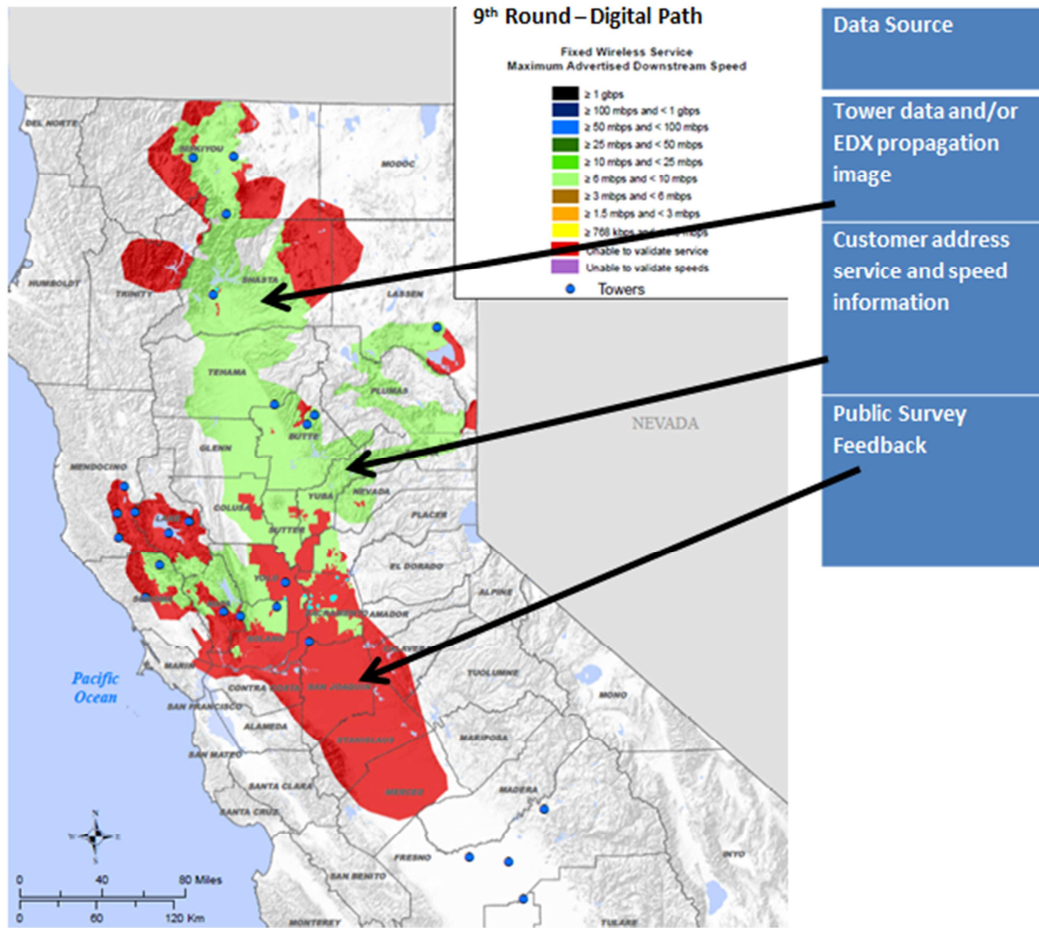 9th Round – Digital Path
Fixed Wireless Service
Maximum Advertised Downstream Speed
≥ 1 gbps
≥ 100 mbps and < 1 gbps
≥ 50 mbps and < 100 mbps
≥ 25 mbps and < 50 mbps
≥ 10 mbps and < 25 mbps
≥ 6 mbps and < 10 mbps
≥ 3 mbps and < 6 mbps
≥ 1.5 mbps and < 3 mbps
≥ 768 kbps and mbps
Unable to validate service
Unable to validate speeds
Towers
Data Source
Tower data and/or
EDX propagation
image
Customer address
service and speed
information
Public Survey
Feedback
DEL NORTE
SISKIYOU
MODOC
HUMBOLDT
TRINITY
SHASTA
LASSEN
TEHAMA
PLUMAS
BUTTE
GLENN
NEVADA
MENDOCINO
YUBA
NEVADA
COLUSA
PLACER
LAKE
SUTTER
EL DORADO
YOLO
ALPINE
SACRAMENTO
AMADOR
SOLANO
MARIN
TUOLUMNE
Pacific
Ocean
CONTRA COSTA
SAN JOAQUIN
MONO
SAN FRANCISCO
ALAMEDA
STANISLAUS
MARIPOSA
SAN MATEO
SANTA CLARA
MERCED
MADERA
SANTA CRUZ
N
W
E
S
INYO
FRESNO
SAN BENITO
0 40 80 Miles
0 60 120 Km
MONTEREY
TULARE